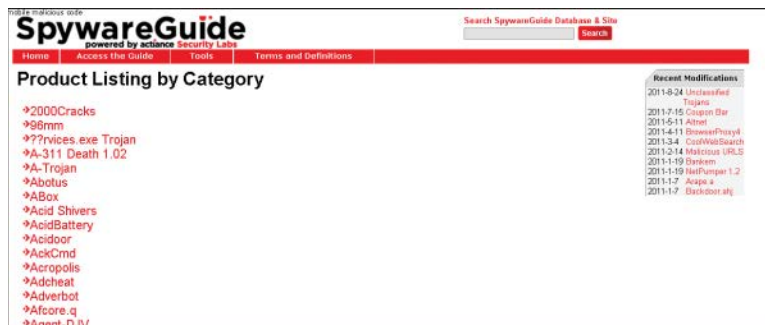 mobile malicious code
SpywareGuide
powered by actiance Security Labs
Search SpywareGuide Database & Site
Search
Home Access the Guide Tools Terms and Definitions
Product Listing by Category
2000Cracks
96mm
??rvices.exe Trojan
A-311 Death 1.02
A-Trojan
Abotus
ABox
Acid Shivers
AcidBattery
Acidoor
AckCmd
Acropolis
Adcheat
Adverbot
Afcore.q
Agent-DJV
Recent Modifications
2011-8-24 Unclassified
Trojans
2011-7-15 Coupon Bar
2011-5-11 Altnet
2011-4-11 BrowserProxy4
2011-3-4 CoolWebSearch
2011-2-14 Malicious URLS
2011-1-19 Bankem
2011-1-19 NetPumper 1.2
2011-1-7 Arape.a
2011-1-7 Backdoor.ahj